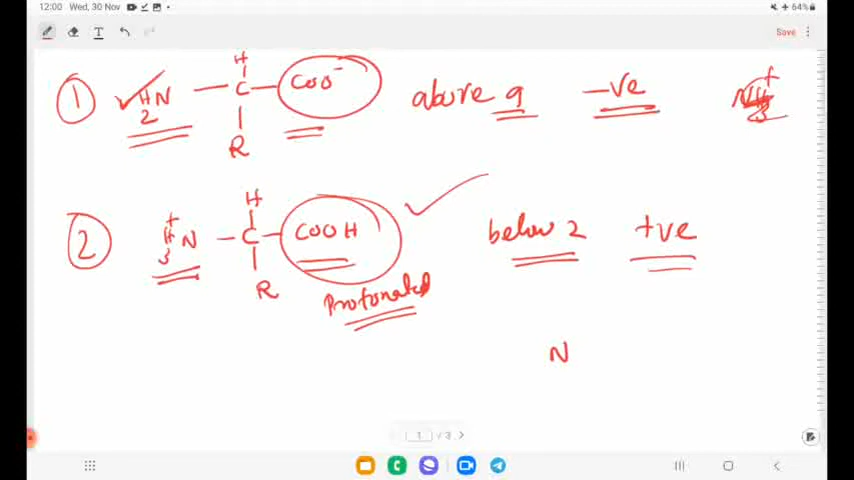 12:00 Wed, 30 Nov 64%
T Save
H
① H2N — C — COO⁻ above 9 −ve
R
H
② ⁺H3N — C — COOH below 2 +ve
R
Protonated
N
1 / 3